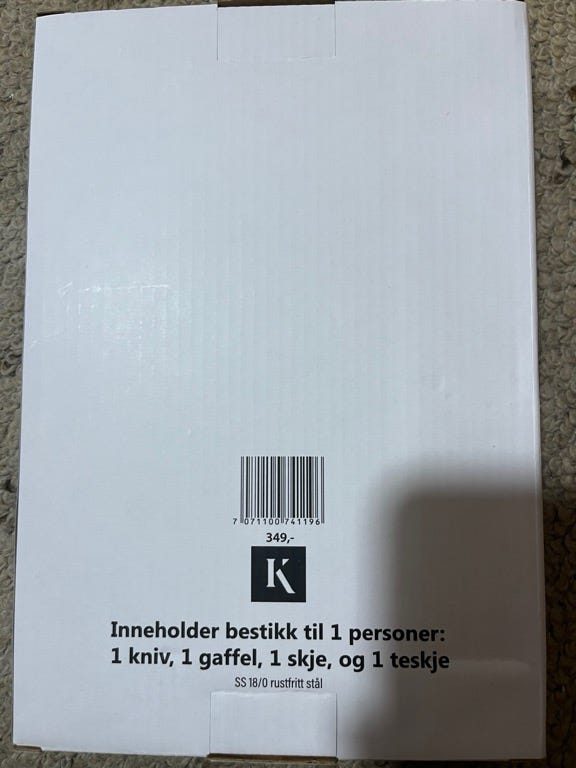 7 071100 741196
349,-
K
Inneholder bestikk til 1 personer:
1 kniv, 1 gaffel, 1 skje, og 1 teskje
SS 18/0 rustfritt stål